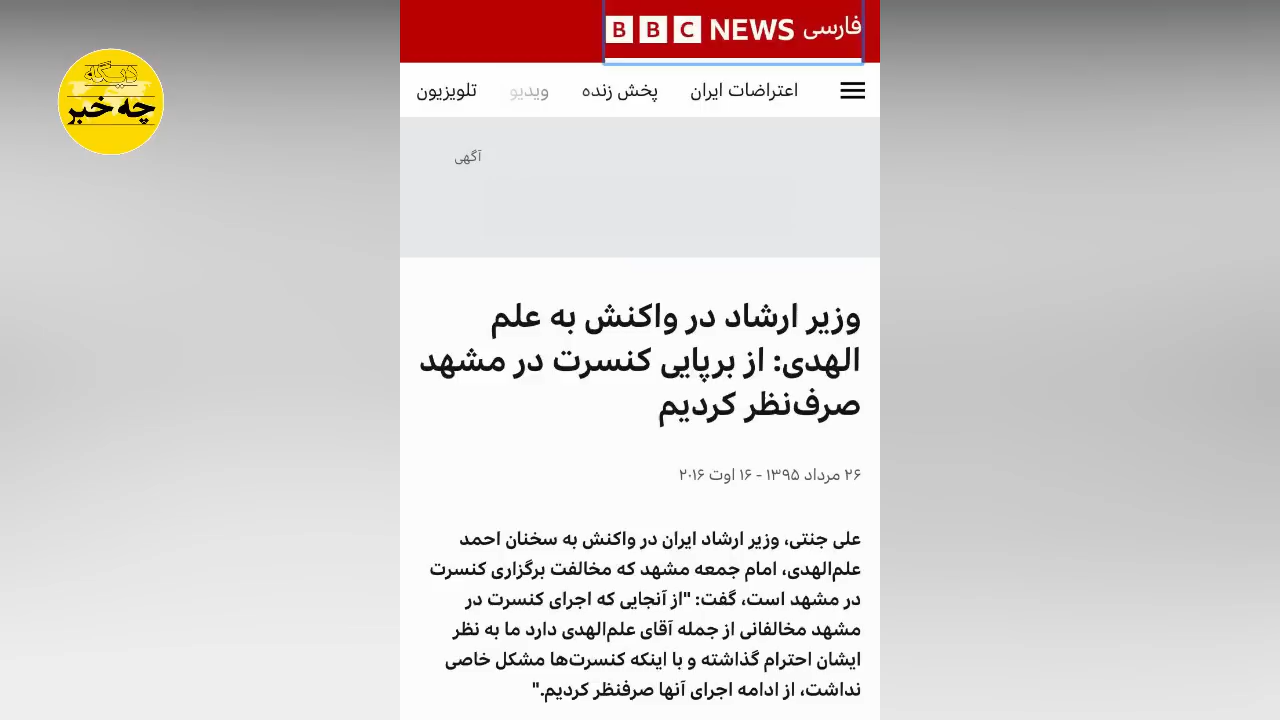 BBC NEWS فارسی
اعتراضات ایران پخش زنده ویدیو تلویزیون
دیگه
چه خبر
آگهی
وزیر ارشاد در واکنش به علم
الهدی: از برپایی کنسرت در مشهد
صرف‌نظر کردیم
۲۶ مرداد ۱۳۹۵ - ۱۶ اوت ۲۰۱۶
علی جنتی، وزیر ارشاد ایران در واکنش به سخنان احمد
علم‌الهدی، امام جمعه مشهد که مخالفت برگزاری کنسرت
در مشهد است، گفت: "از آنجایی که اجرای کنسرت در
مشهد مخالفانی از جمله آقای علم‌الهدی دارد ما به نظر
ایشان احترام گذاشته و با اینکه کنسرت‌ها مشکل خاصی
نداشت، از ادامه اجرای آنها صرفنظر کردیم."